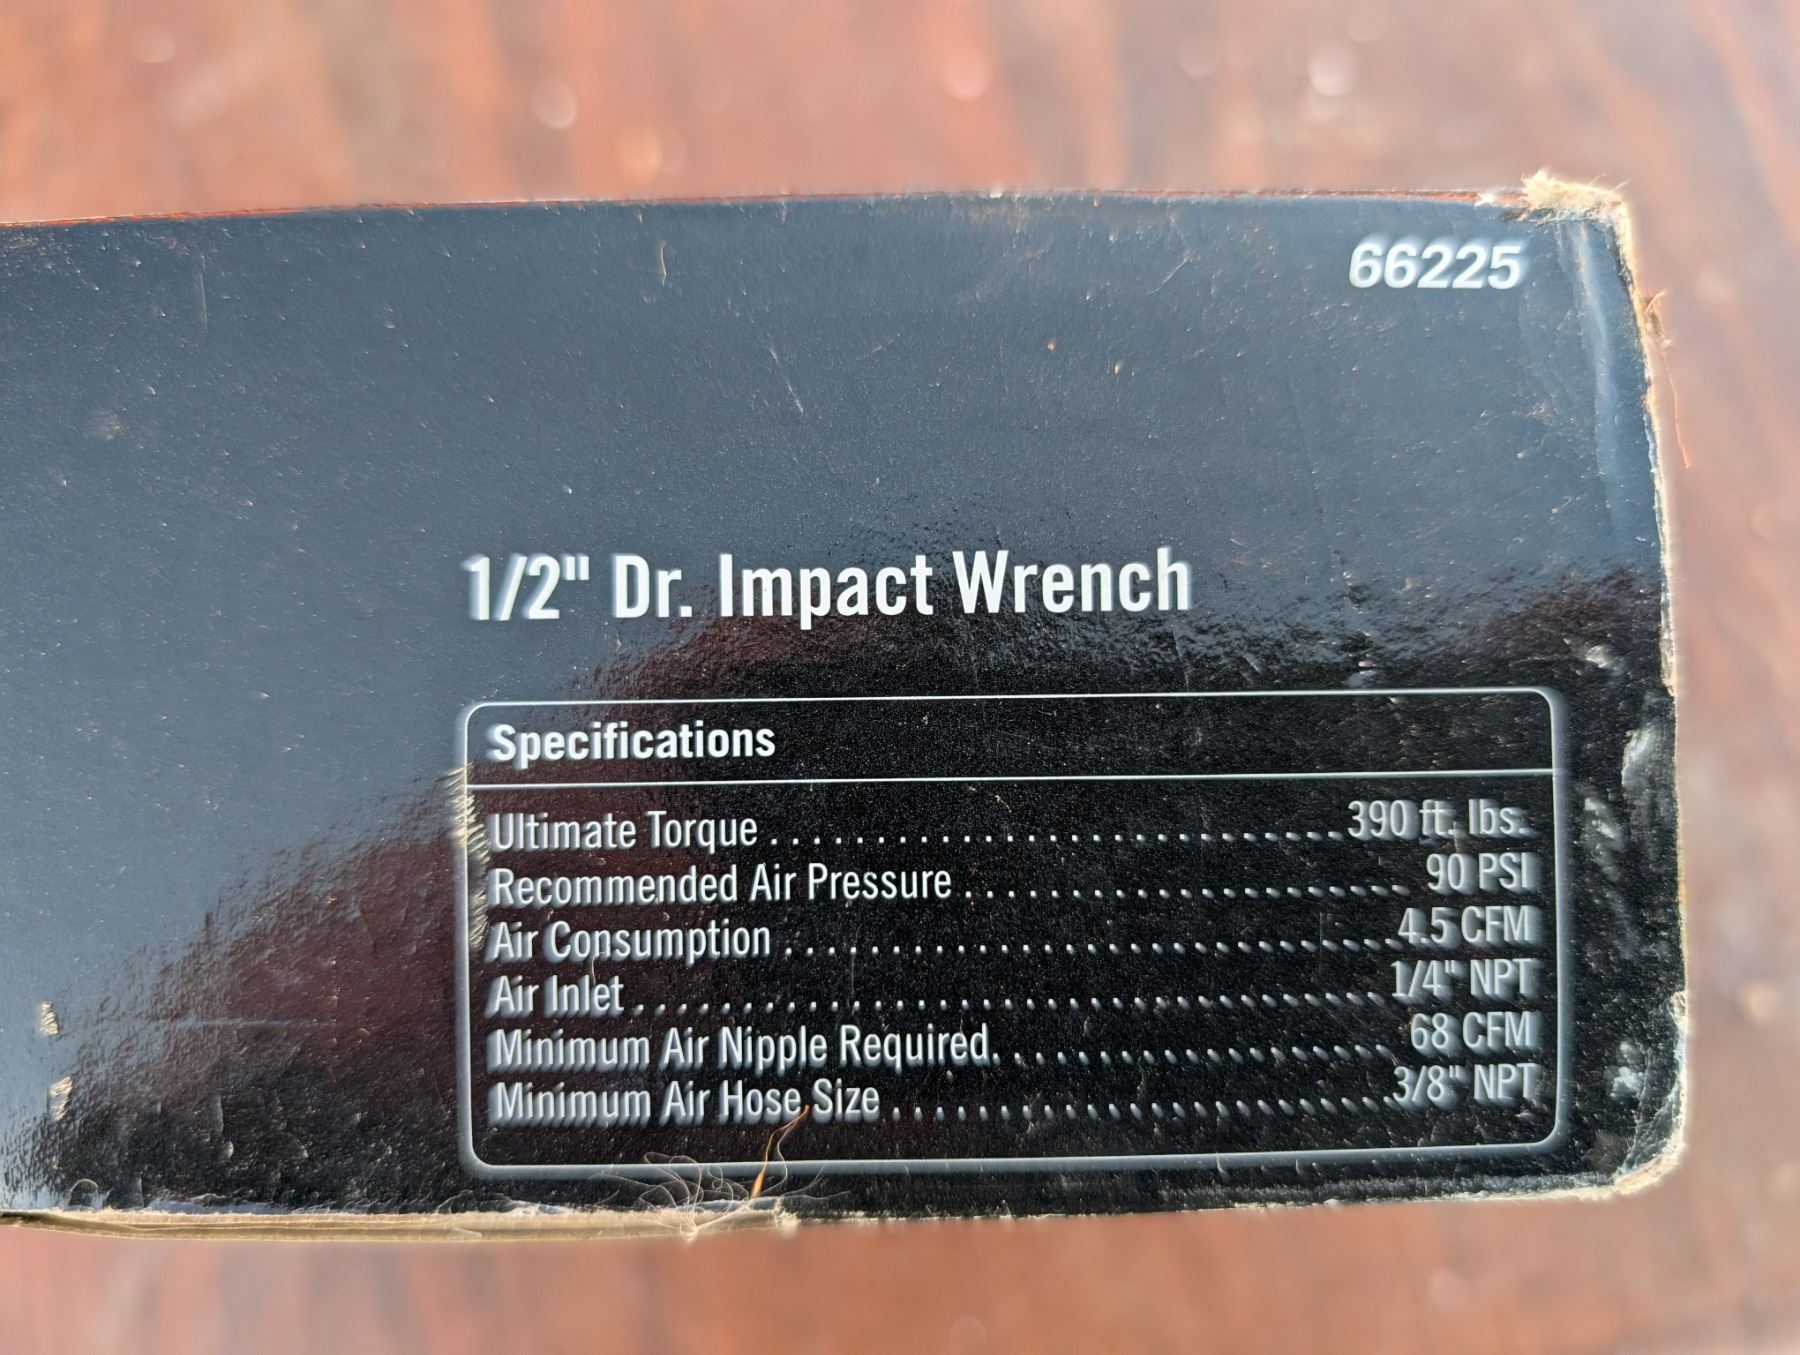 66225
1/2" Dr. Impact Wrench
Specifications
Ultimate Torque............................390 ft. lbs.
Recommended Air Pressure..................... 90 PSI
Air Consumption............................4.5 CFM
Air Inlet.................................1/4" NPT
Minimum Air Nipple Required.................. 68 CFM
Minimum Air Hose Size........................3/8" NPT